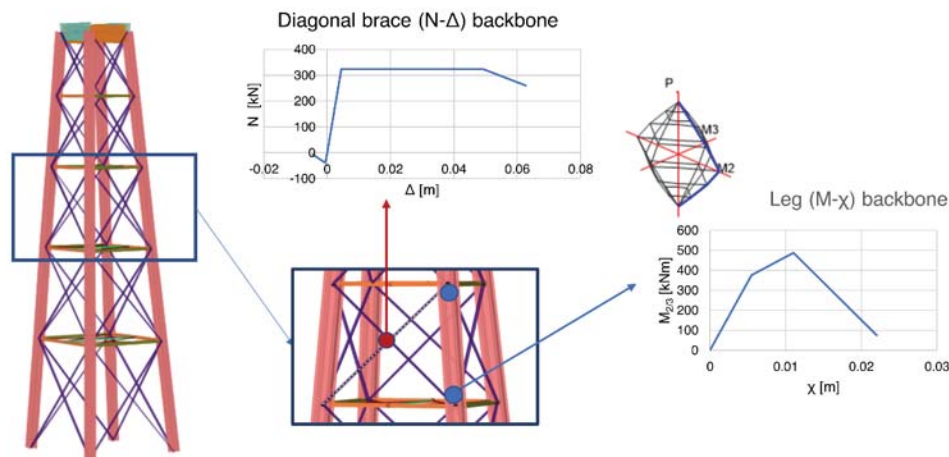 Diagonal brace (N-Δ) backbone
400
300
200
100
0
-100
N [kN]
-0.02
0
0.02
0.04
0.06
0.08
Δ [m]
P
M3
M2
Leg (M-χ) backbone
600
500
400
300
200
100
0
M2/3 [kNm]
0
0.01
0.02
0.03
χ [m]